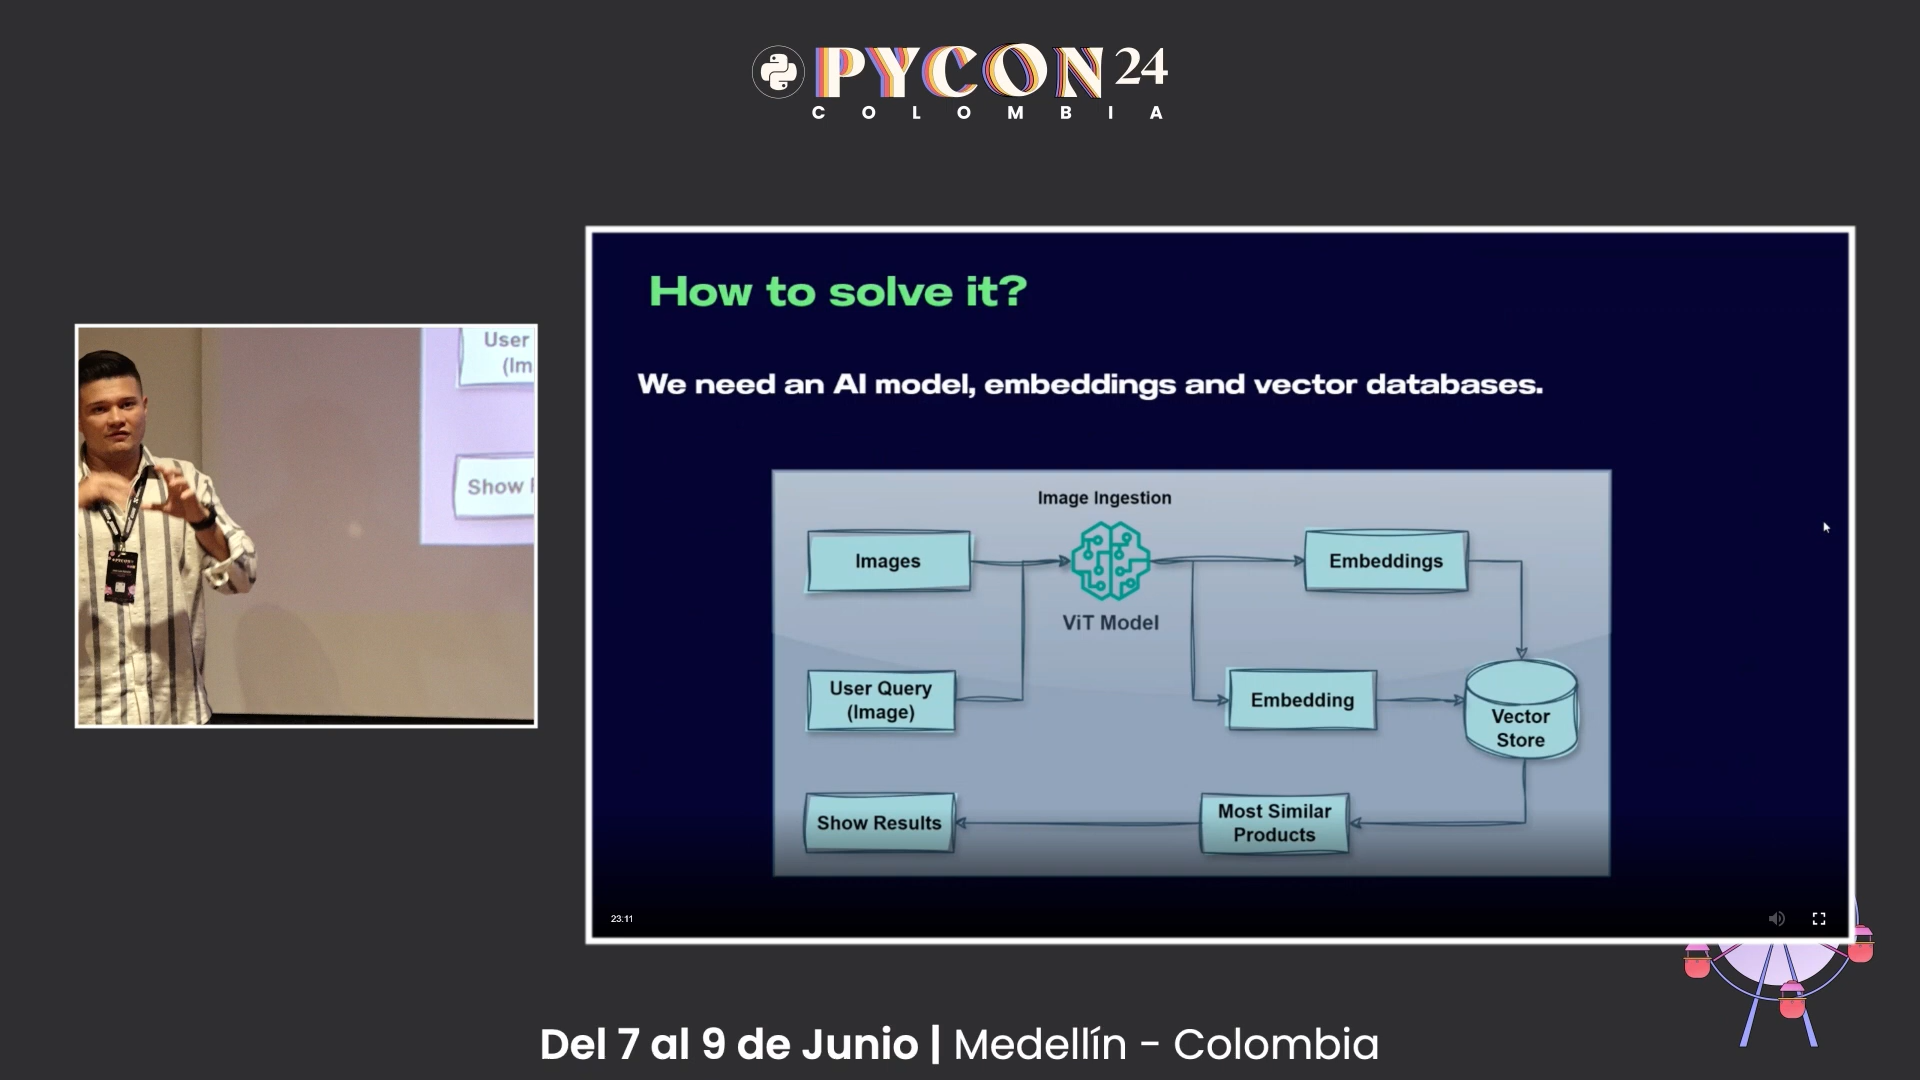 PYCON 24
COLOMBIA
How to solve it?
We need an AI model, embeddings and vector databases.
Image Ingestion
Images
ViT Model
Embeddings
User Query
(Image)
Embedding
Vector
Store
Show Results
Most Similar
Products
23:11
User
(Im
Show
Del 7 al 9 de Junio | Medellín - Colombia